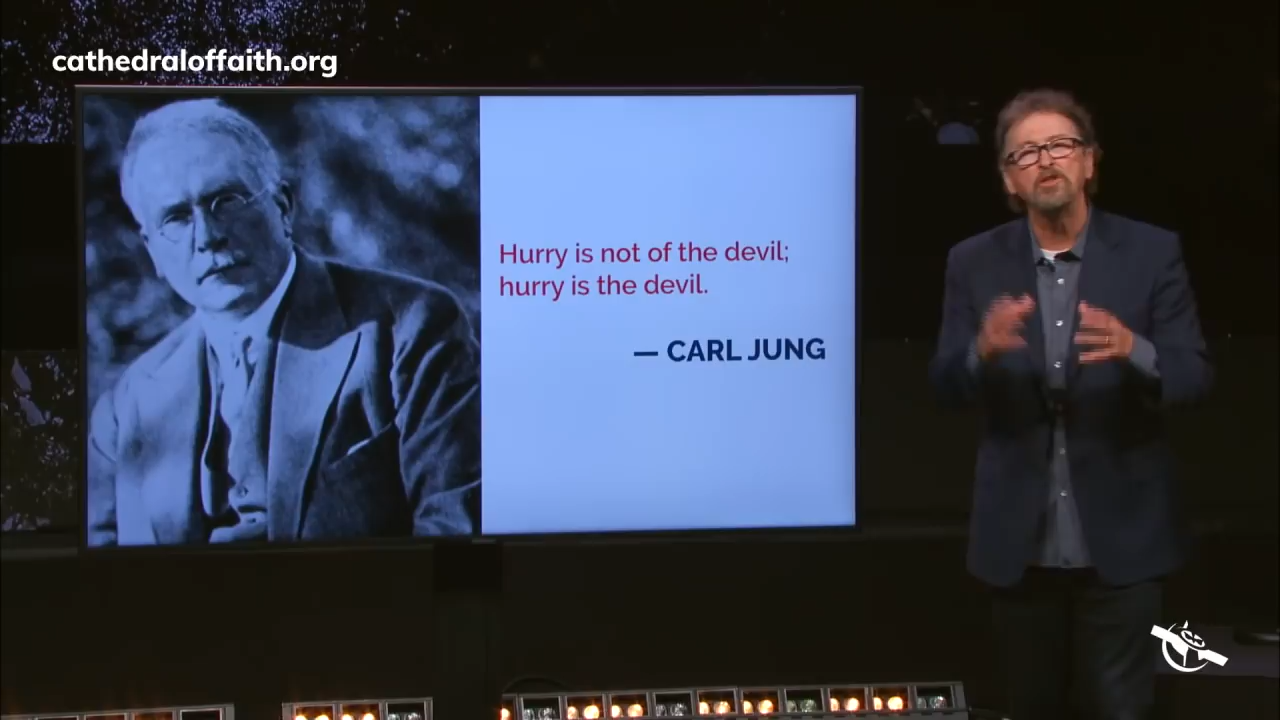 cathedraloffaith.org
Hurry is not of the devil;
hurry is the devil.
— CARL JUNG